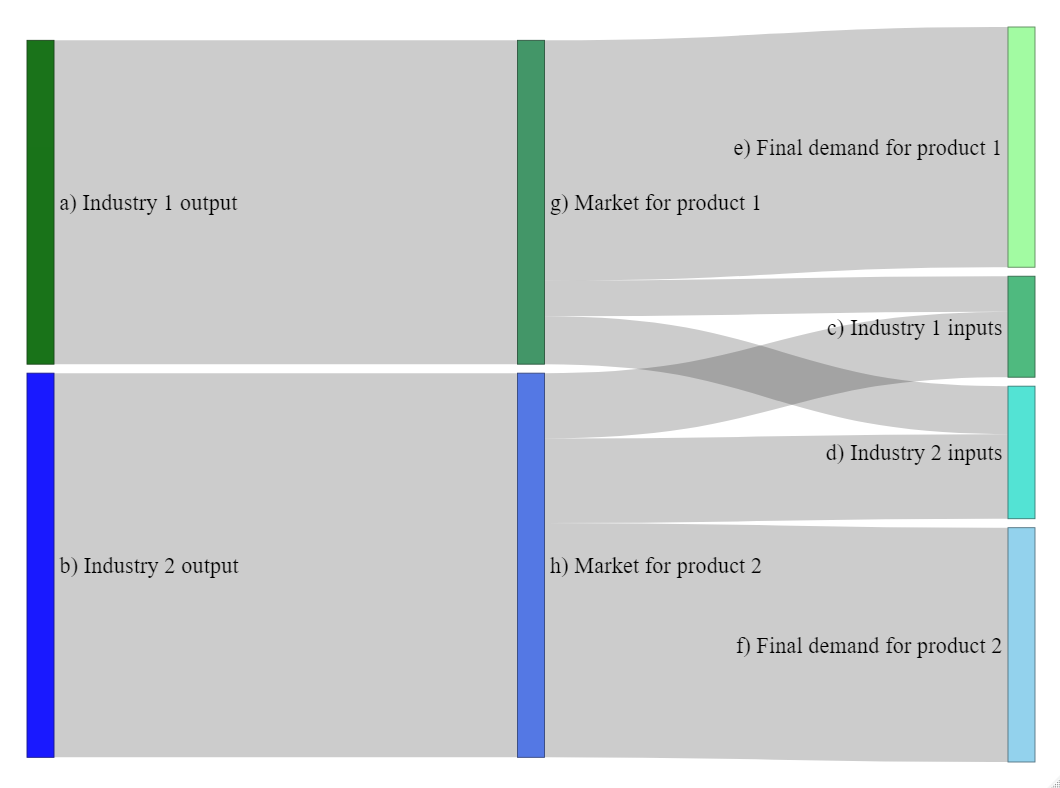 a) Industry 1 output
g) Market for product 1
e) Final demand for product 1
c) Industry 1 inputs
d) Industry 2 inputs
b) Industry 2 output
h) Market for product 2
f) Final demand for product 2